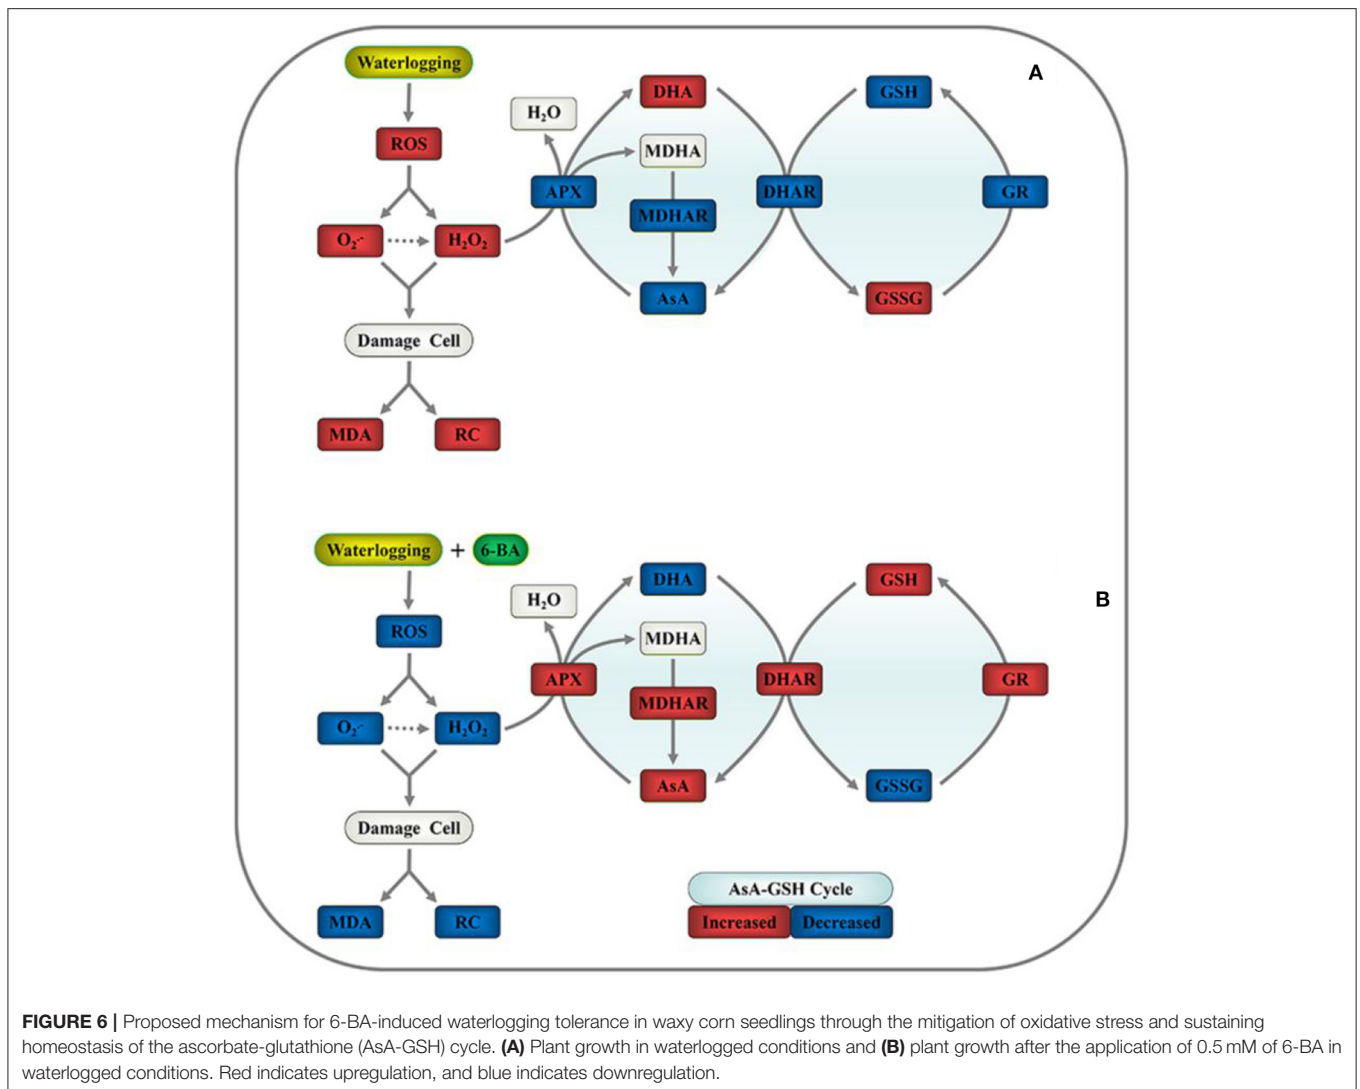 Waterlogging
A
DHA
GSH
H₂O
ROS
MDHA
APX
DHAR
GR
MDHAR
O₂·⁻
H₂O₂
AsA
GSSG
Damage Cell
MDA
RC
Waterlogging + 6-BA
DHA
GSH
B
H₂O
ROS
MDHA
APX
DHAR
GR
MDHAR
O₂·⁻
H₂O₂
AsA
GSSG
Damage Cell
AsA-GSH Cycle
MDA
RC
Increased
Decreased
FIGURE 6 | Proposed mechanism for 6-BA-induced waterlogging tolerance in waxy corn seedlings through the mitigation of oxidative stress and sustaining
homeostasis of the ascorbate-glutathione (AsA-GSH) cycle. (A) Plant growth in waterlogged conditions and (B) plant growth after the application of 0.5 mM of 6-BA in
waterlogged conditions. Red indicates upregulation, and blue indicates downregulation.